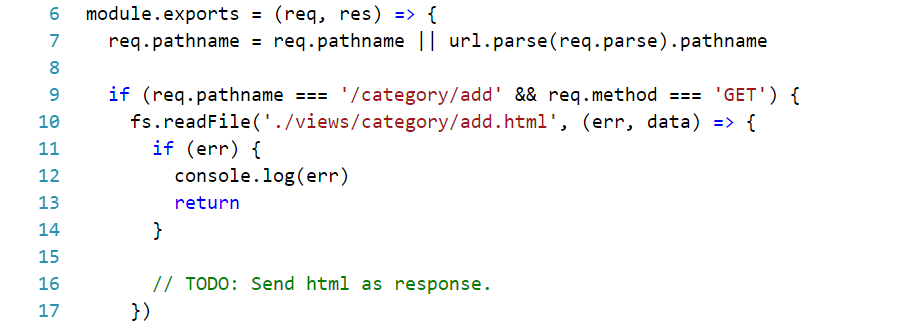 6 module.exports = (req, res) => {
7 req.pathname = req.pathname || url.parse(req.parse).pathname
8
9 if (req.pathname === '/category/add' && req.method === 'GET') {
10 fs.readFile('./views/category/add.html', (err, data) => {
11 if (err) {
12 console.log(err)
13 return
14 }
15
16 // TODO: Send html as response.
17 })